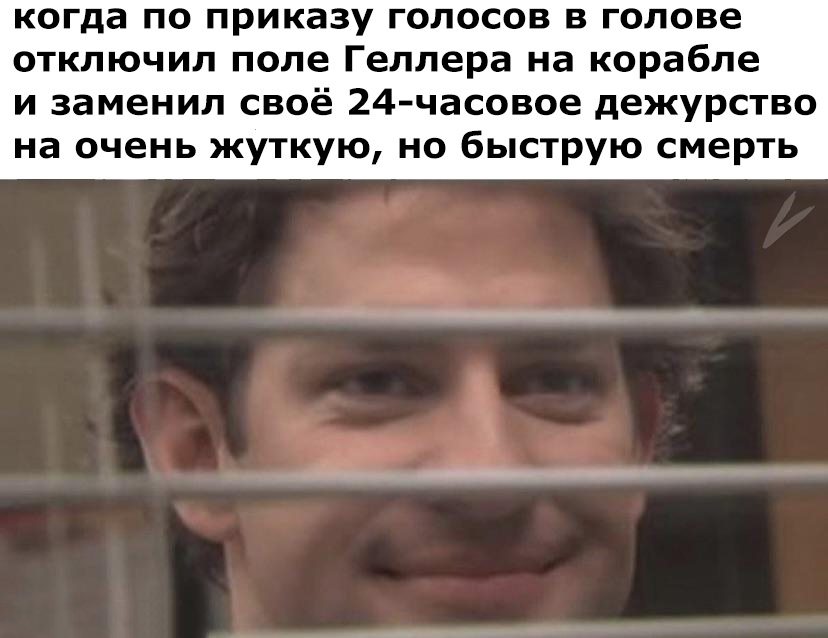 когда по приказу голосов в голове
отключил поле Геллера на корабле
и заменил своё 24-часовое дежурство
на очень жуткую, но быструю смерть